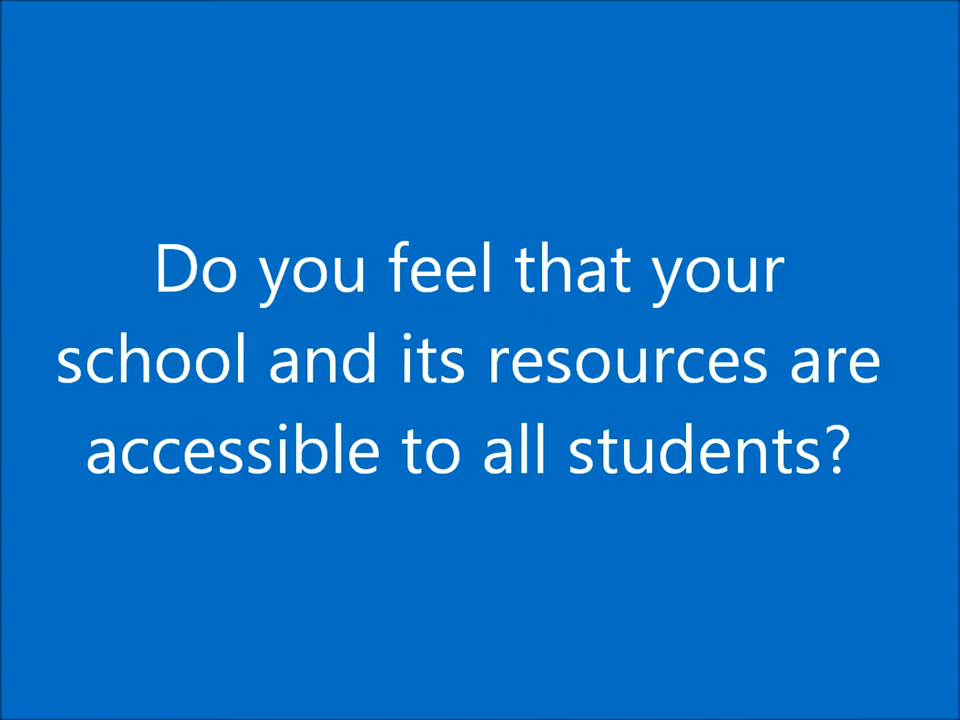 Do you feel that your
school and its resources are
accessible to all students?